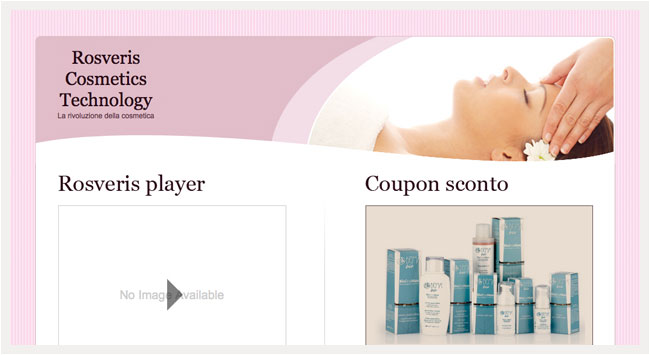 Rosveris
Cosmetics
Technology
La rivoluzione della cosmetica
Rosveris player
Coupon sconto
No Image Available